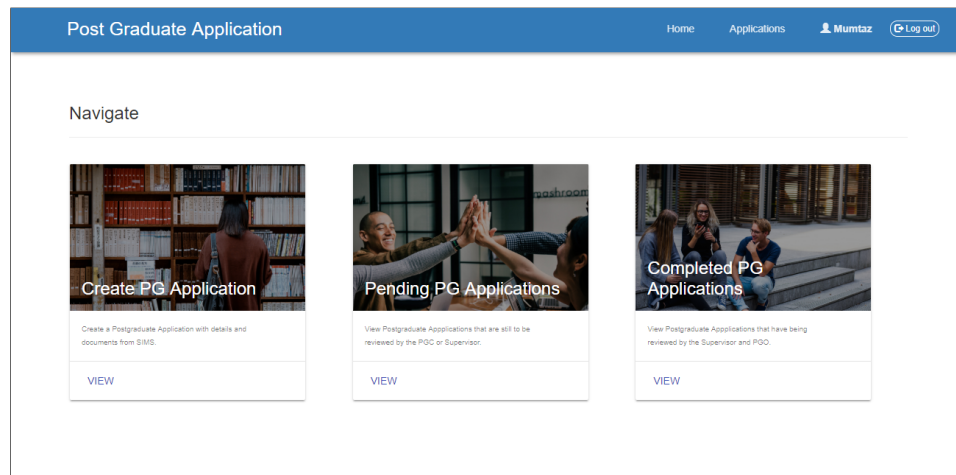 Post Graduate Application
Home
Applications
Mumtaz
Log out
Navigate
mashroom
Create PG Application
Pending PG Applications
Completed PG
Applications
Create a Postgraduate Application with details and
documents from SIMS.
View Postgraduate Appplications that are still to be
reviewed by the PGC or Supervisor.
View Postgraduate Applications that have being
reviewed by the Supervisor and PGO.
VIEW
VIEW
VIEW